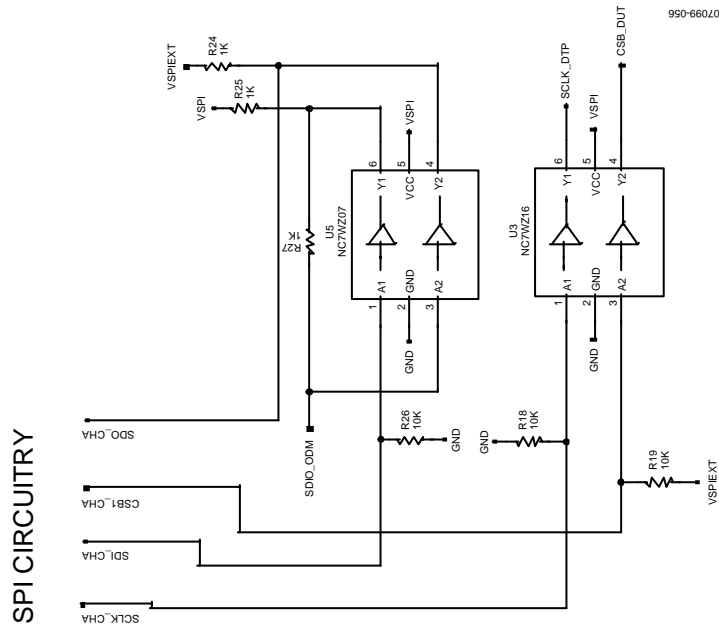 SPI CIRCUITRY
07099-056
VSPIEXT
R24
1K
R25
1K
VSPI
SCLK_DTP
CSB_DUT
R27
1K
U5
NC7WZ07
1
A1
Y1
6
2
GND
VCC
5
VSPI
3
A2
Y2
4
GND
U3
NC7WZ16
1
A1
Y1
6
2
GND
VCC
5
VSPI
3
A2
Y2
4
GND
SDIO_ODM
R26
10K
GND
GND
R18
10K
R19
10K
VSPIEXT
SDO_CHA
CSB1_CHA
SDI_CHA
SCLK_CHA